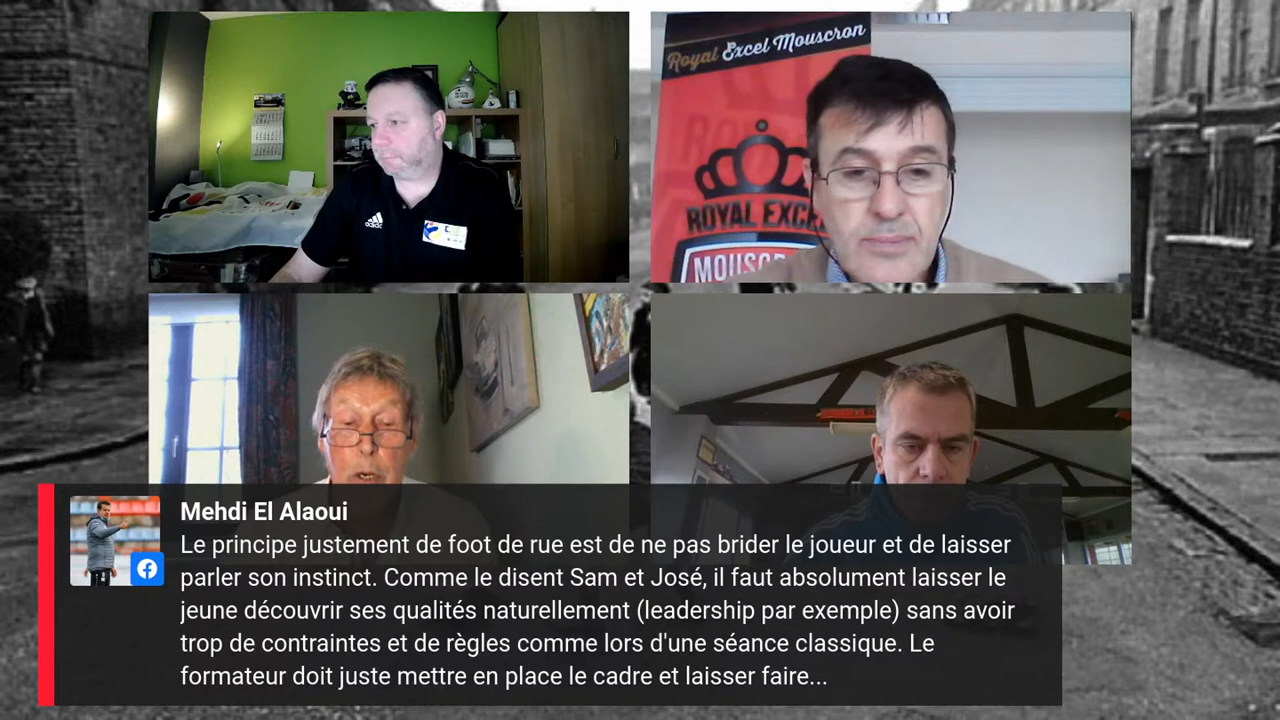 Royal Excel Mouscron
ROYAL EXCE
MOUSCR
adidas
Mehdi El Alaoui
Le principe justement de foot de rue est de ne pas brider le joueur et de laisser
parler son instinct. Comme le disent Sam et José, il faut absolument laisser le
jeune découvrir ses qualités naturellement (leadership par exemple) sans avoir
trop de contraintes et de règles comme lors d'une séance classique. Le
formateur doit juste mettre en place le cadre et laisser faire...